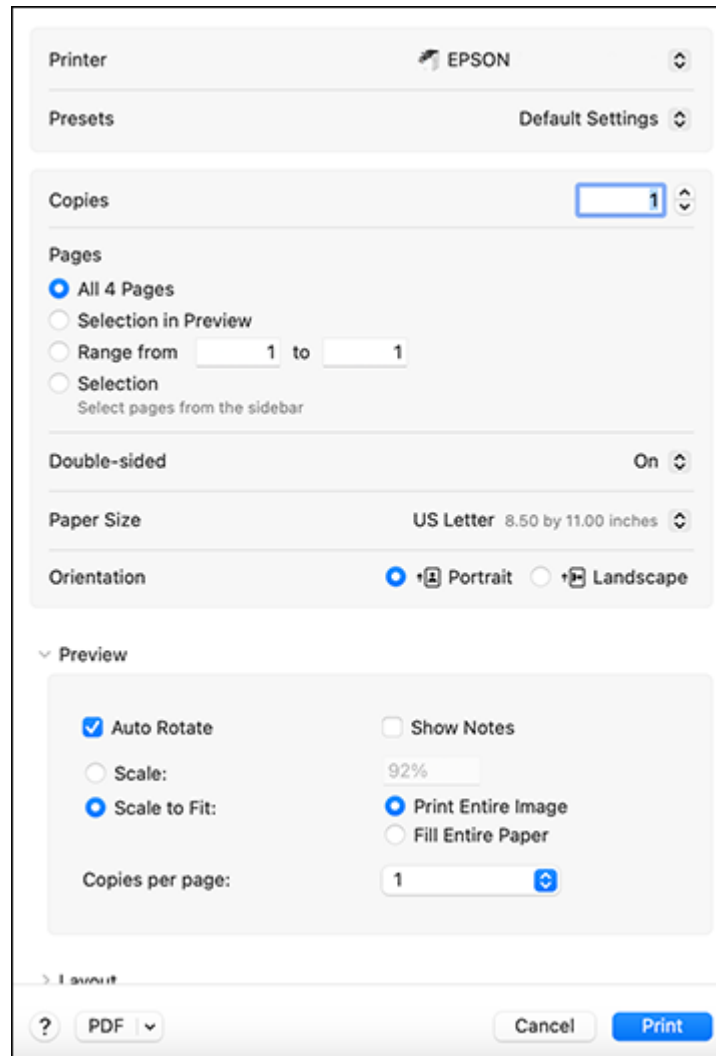 Printer EPSON
Presets Default Settings
Copies 1
Pages
All 4 Pages
Selection in Preview
Range from 1 to 1
Selection
Select pages from the sidebar
Double-sided On
Paper Size US Letter 8.50 by 11.00 inches
Orientation Portrait Landscape
Preview
Auto Rotate Show Notes
Scale: 92%
Scale to Fit: Print Entire Image
Fill Entire Paper
Copies per page: 1
Layout
? PDF Cancel Print